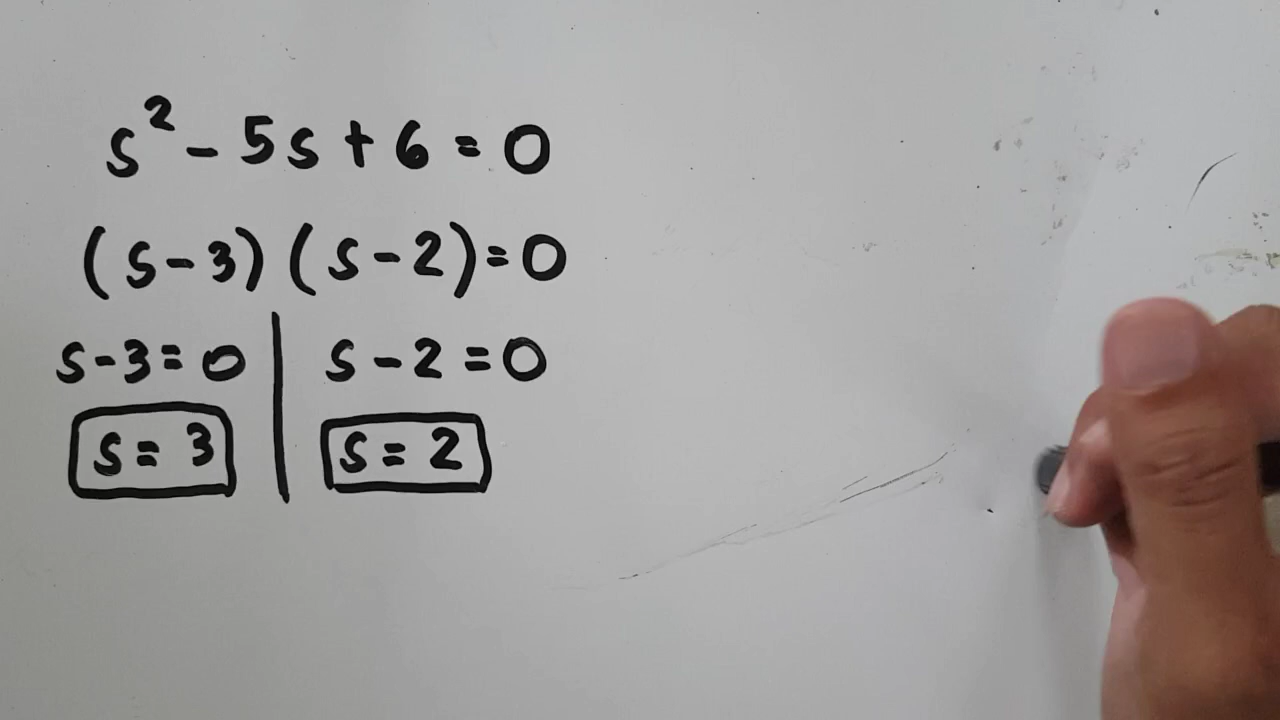 s² - 5s + 6 = 0
(s - 3) (s - 2) = 0
s - 3 = 0 | s - 2 = 0
s = 3 | s = 2